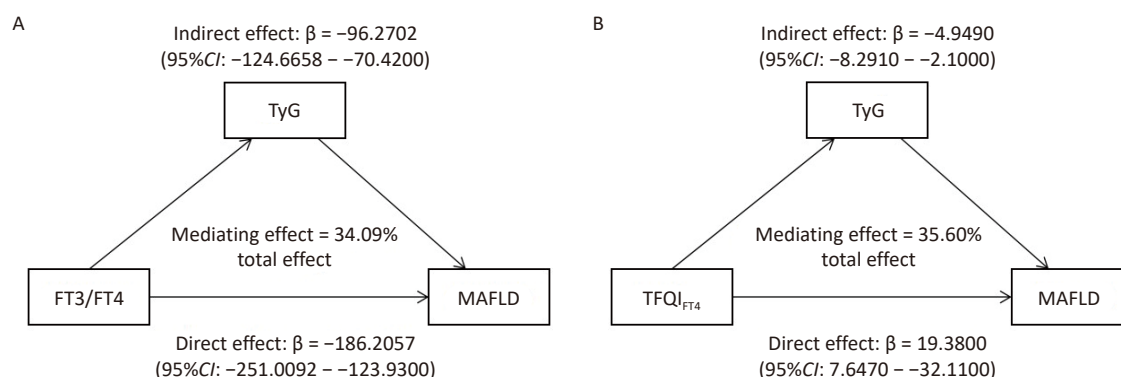 A
Indirect effect: β = −96.2702
(95%CI: −124.6658 − −70.4200)
TyG
Mediating effect = 34.09%
total effect
FT3/FT4
MAFLD
Direct effect: β = −186.2057
(95%CI: −251.0092 − −123.9300)
B
Indirect effect: β = −4.9490
(95%CI: −8.2910 − −2.1000)
TyG
Mediating effect = 35.60%
total effect
TFQI_FT4
MAFLD
Direct effect: β = 19.3800
(95%CI: 7.6470 − −32.1100)